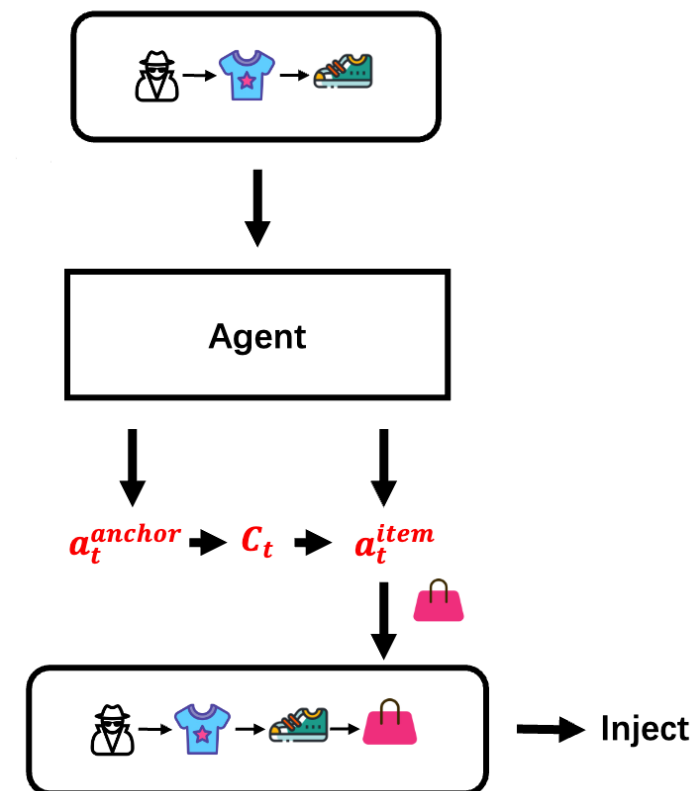 Agent
a_t^{anchor} → C_t → a_t^{item}
Inject